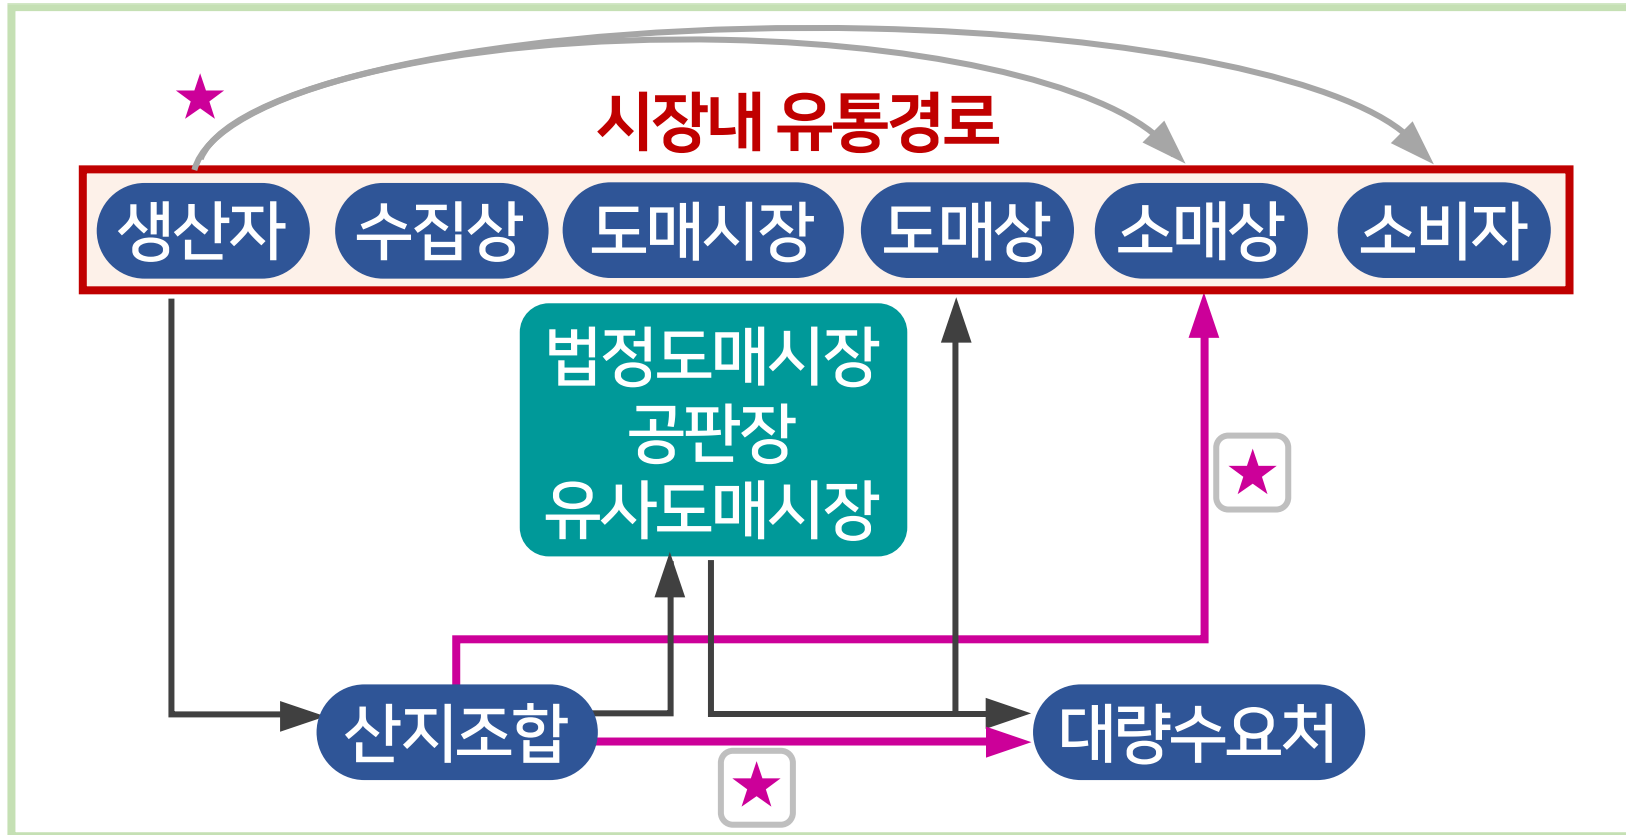 시장내 유통경로
생산자 수집상 도매시장 도매상 소매상 소비자
법정도매시장
공판장
유사도매시장
산지조합 대량수요처